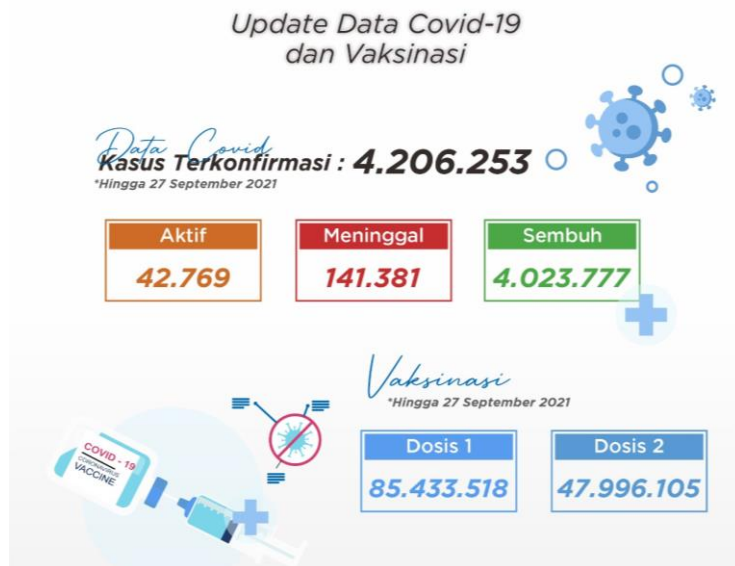 Update Data Covid-19
dan Vaksinasi
Data Covid
Kasus Terkonfirmasi : 4.206.253
*Hingga 27 September 2021
Aktif
42.769
Meninggal
141.381
Sembuh
4.023.777
Vaksinasi
*Hingga 27 September 2021
COVID - 19
CORONAVIRUS
VACCINE
Dosis 1
85.433.518
Dosis 2
47.996.105